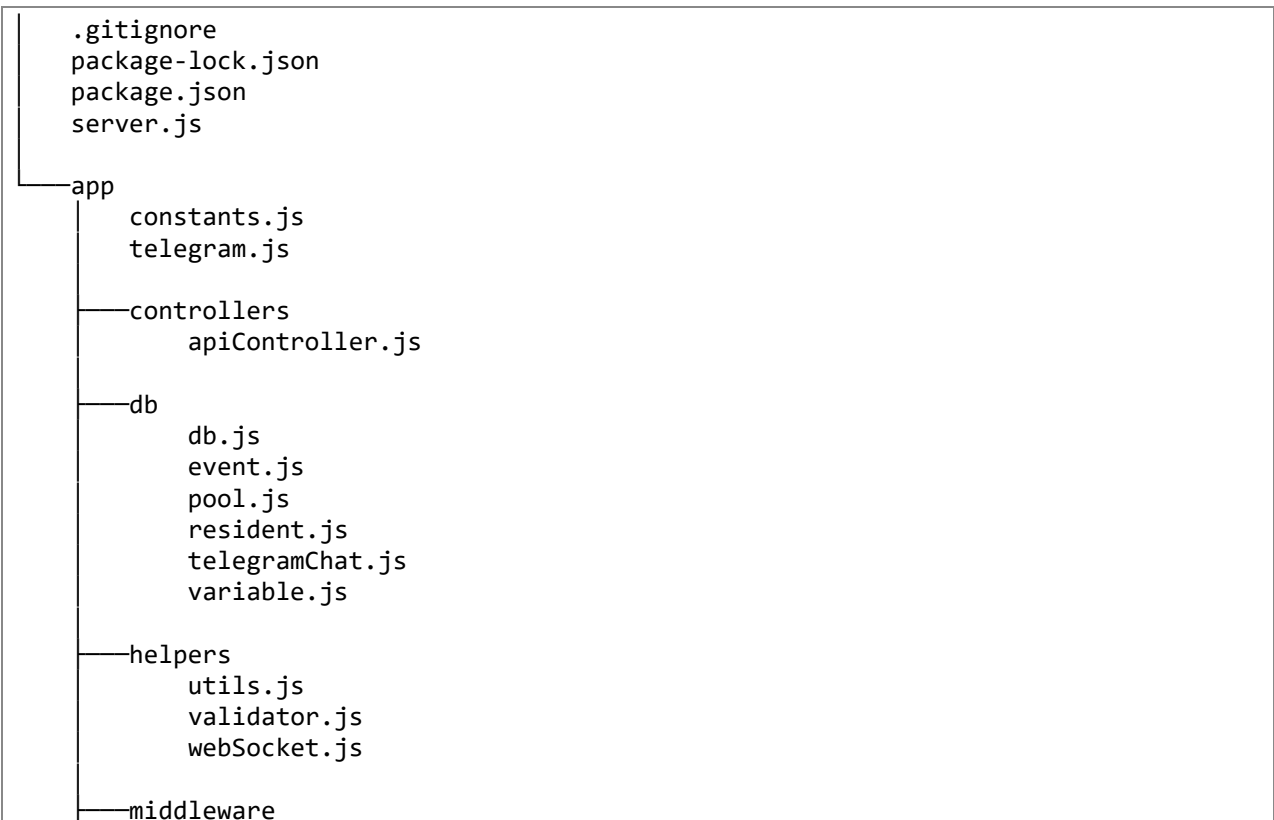 .gitignore
package-lock.json
package.json
server.js
app
constants.js
telegram.js
controllers
apiController.js
db
db.js
event.js
pool.js
resident.js
telegramChat.js
variable.js
helpers
utils.js
validator.js
webSocket.js
middleware